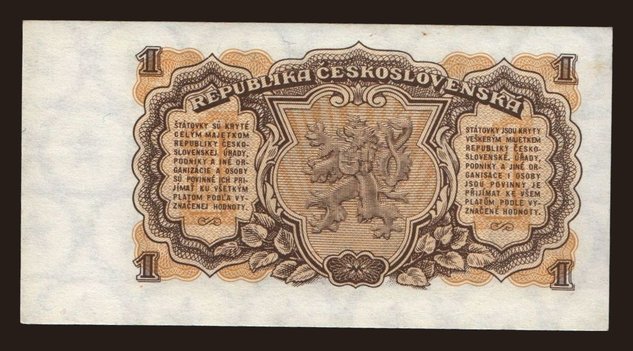 1
1
REPUBLIKA ČESKOSLOVENSKÁ
ŠTÁTOVKY SÚ KRYTÉ
CELÝM MAJETKOM
REPUBLIKY ČESKO-
SLOVENSKEJ. ÚRADY,
PODNIKY A INÉ OR-
GANIZÁCIE A OSOBY
SÚ POVINNÉ ICH PRI-
JÍMAŤ KU VŠETKÝM
PLATOM PODĽA VY-
ZNAČENEJ HODNOTY.
STÁTOVKY JSOU KRYTY
VEŠKERÝM MAJETKEM
REPUBLIKY ČESKO-
SLOVENSKÉ. ÚŘADY,
PODNIKY A JINÉ OR-
GANISACE I OSOBY
JSOU POVINNY JE
PŘIJÍMAT KE VŠEM
PLATŮM PODLE VY-
ZNAČENÉ HODNOTY.
1
1